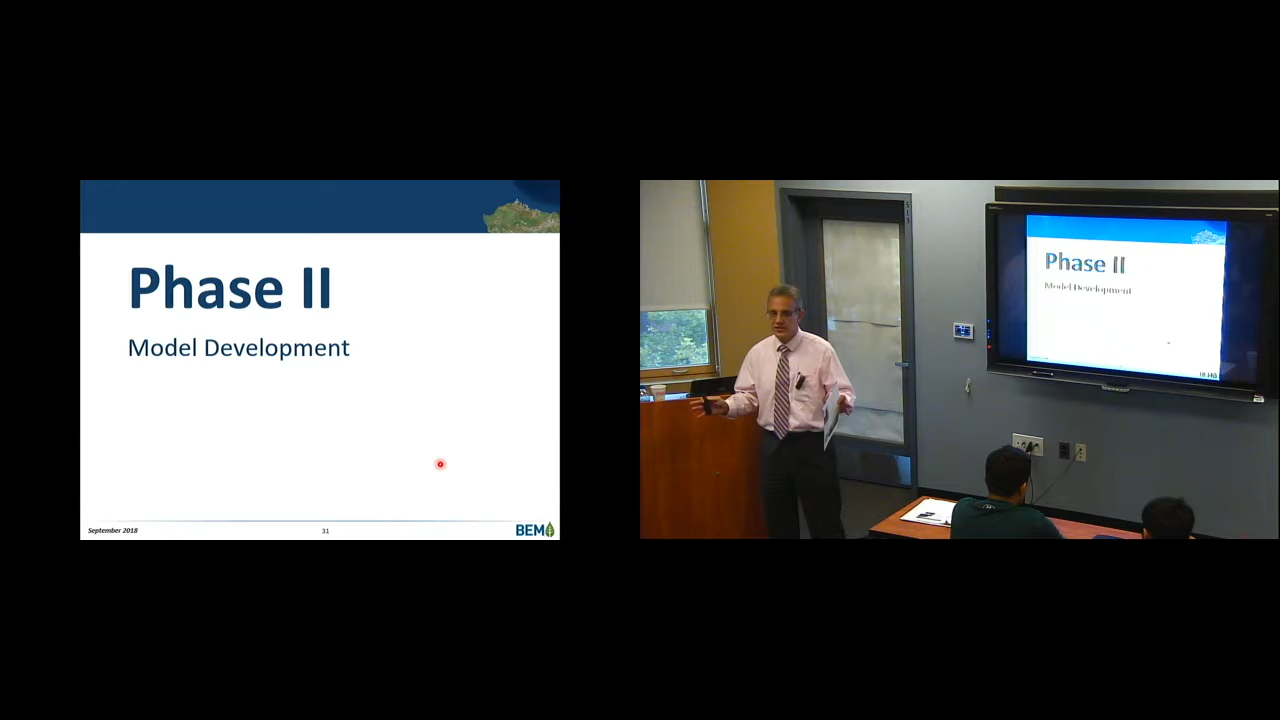 Phase II
Model Development
September 2018
31
BEM
Phase II
Model Development